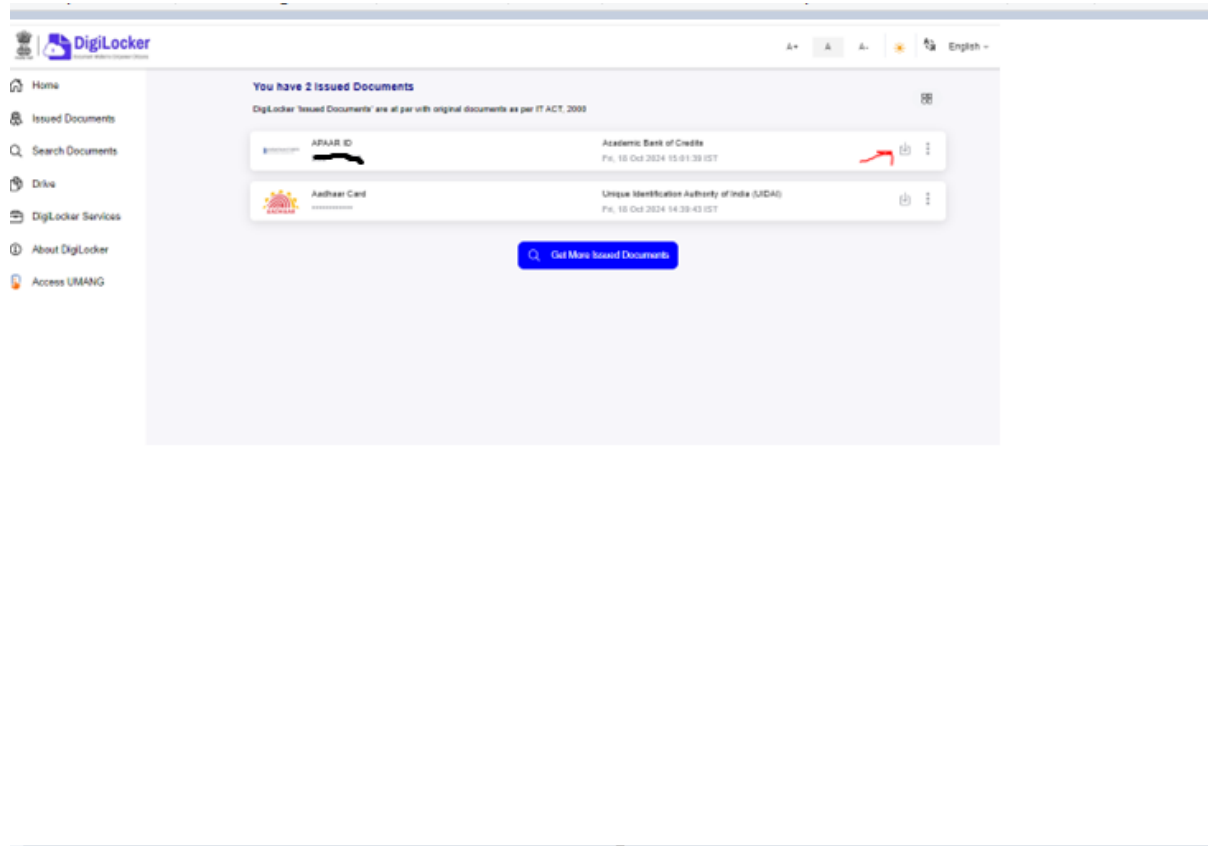 DigiLocker
A+ A A- English
Home
Issued Documents
Search Documents
Drive
DigiLocker Services
About DigiLocker
Access UMANG
You have 2 Issued Documents
DigiLocker 'Issued Documents' are at par with original documents as per IT ACT, 2000
APAAR ID
Academic Bank of Credits
Fri, 18 Oct 2024 15:01:39 IST
AADHAAR
Aadhaar Card
************
Unique Identification Authority of India (UIDAI)
Fri, 18 Oct 2024 14:39:43 IST
Get More Issued Documents